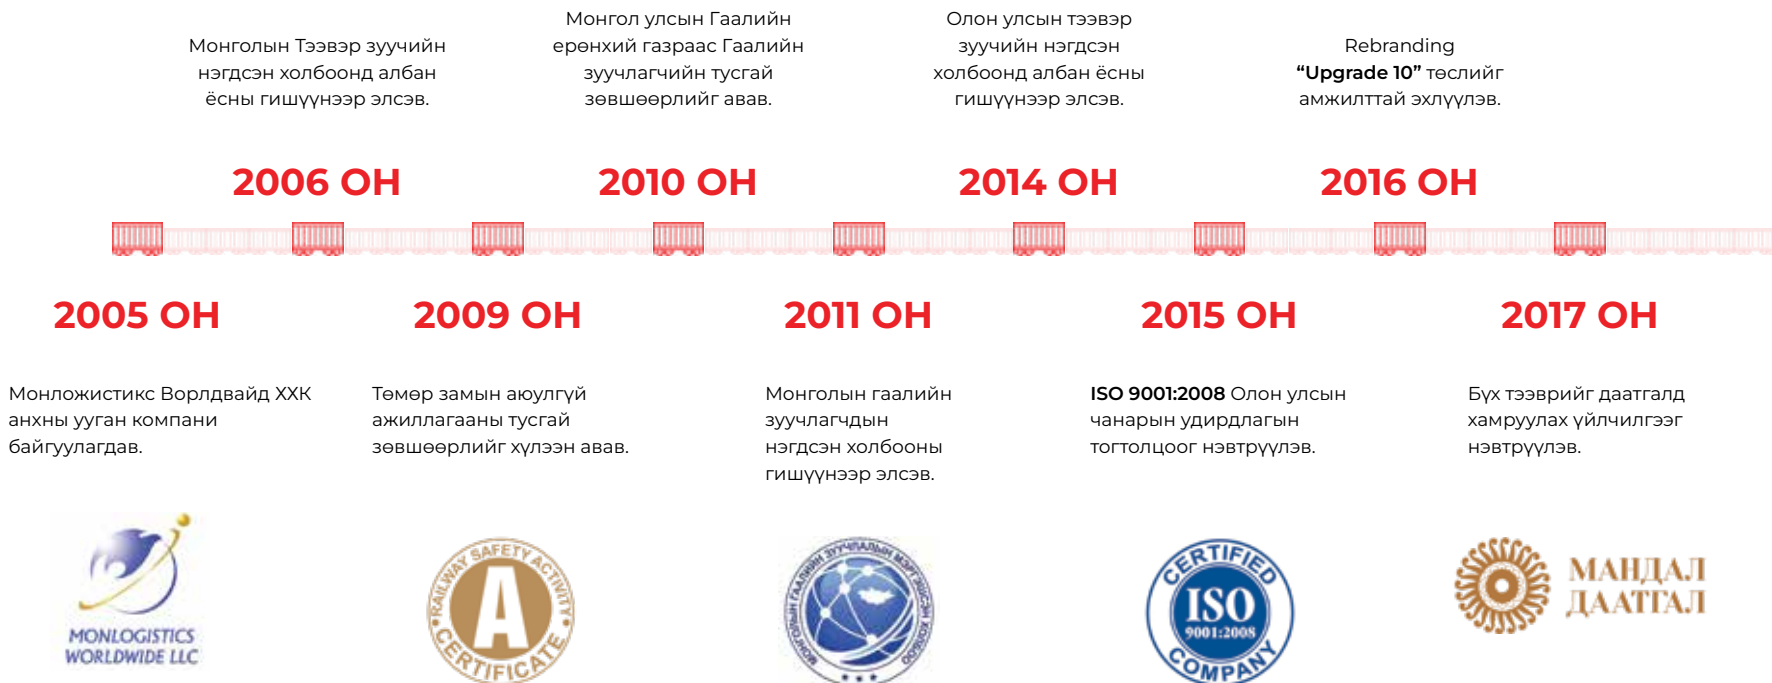 Монголын Тээвэр зуучийн
нэгдсэн холбоонд албан
ёсны гишүүнээр элсэв.
Монгол улсын Гаалийн
ерөнхий газраас Гаалийн
зуучлагчийн тусгай
зөвшөөрлийг авав.
Олон улсын тээвэр
зуучийн нэгдсэн
холбоонд албан ёсны
гишүүнээр элсэв.
Rebranding
“Upgrade 10” төслийг
амжилттай эхлүүлэв.
2006 ОН
2010 ОН
2014 ОН
2016 ОН
2005 ОН
2009 ОН
2011 ОН
2015 ОН
2017 ОН
Монложистикс Ворлдвайд ХХК
анхны ууган компани
байгуулагдав.
Төмөр замын аюулгүй
ажиллагааны тусгай
зөвшөөрлийг хүлээн авав.
Монголын гаалийн
зуучлагчдын
нэгдсэн холбооны
гишүүнээр элсэв.
ISO 9001:2008 Олон улсын
чанарын удирдлагын
тогтолцоог нэвтрүүлэв.
Бүх тээврийг даатгалд
хамруулах үйлчилгээг
нэвтрүүлэв.
MONLOGISTICS
WORLDWIDE LLC
RAILWAY SAFETY ACTIVITY
A
CERTIFICATE
МОНГОЛЫН ГААЛИЙН ЗУУЧЛАЛЫН МЭРГЭШСЭН ХОЛБОО
CERTIFIED
ISO
9001:2008
COMPANY
МАНДАЛ
ДААТГАЛ